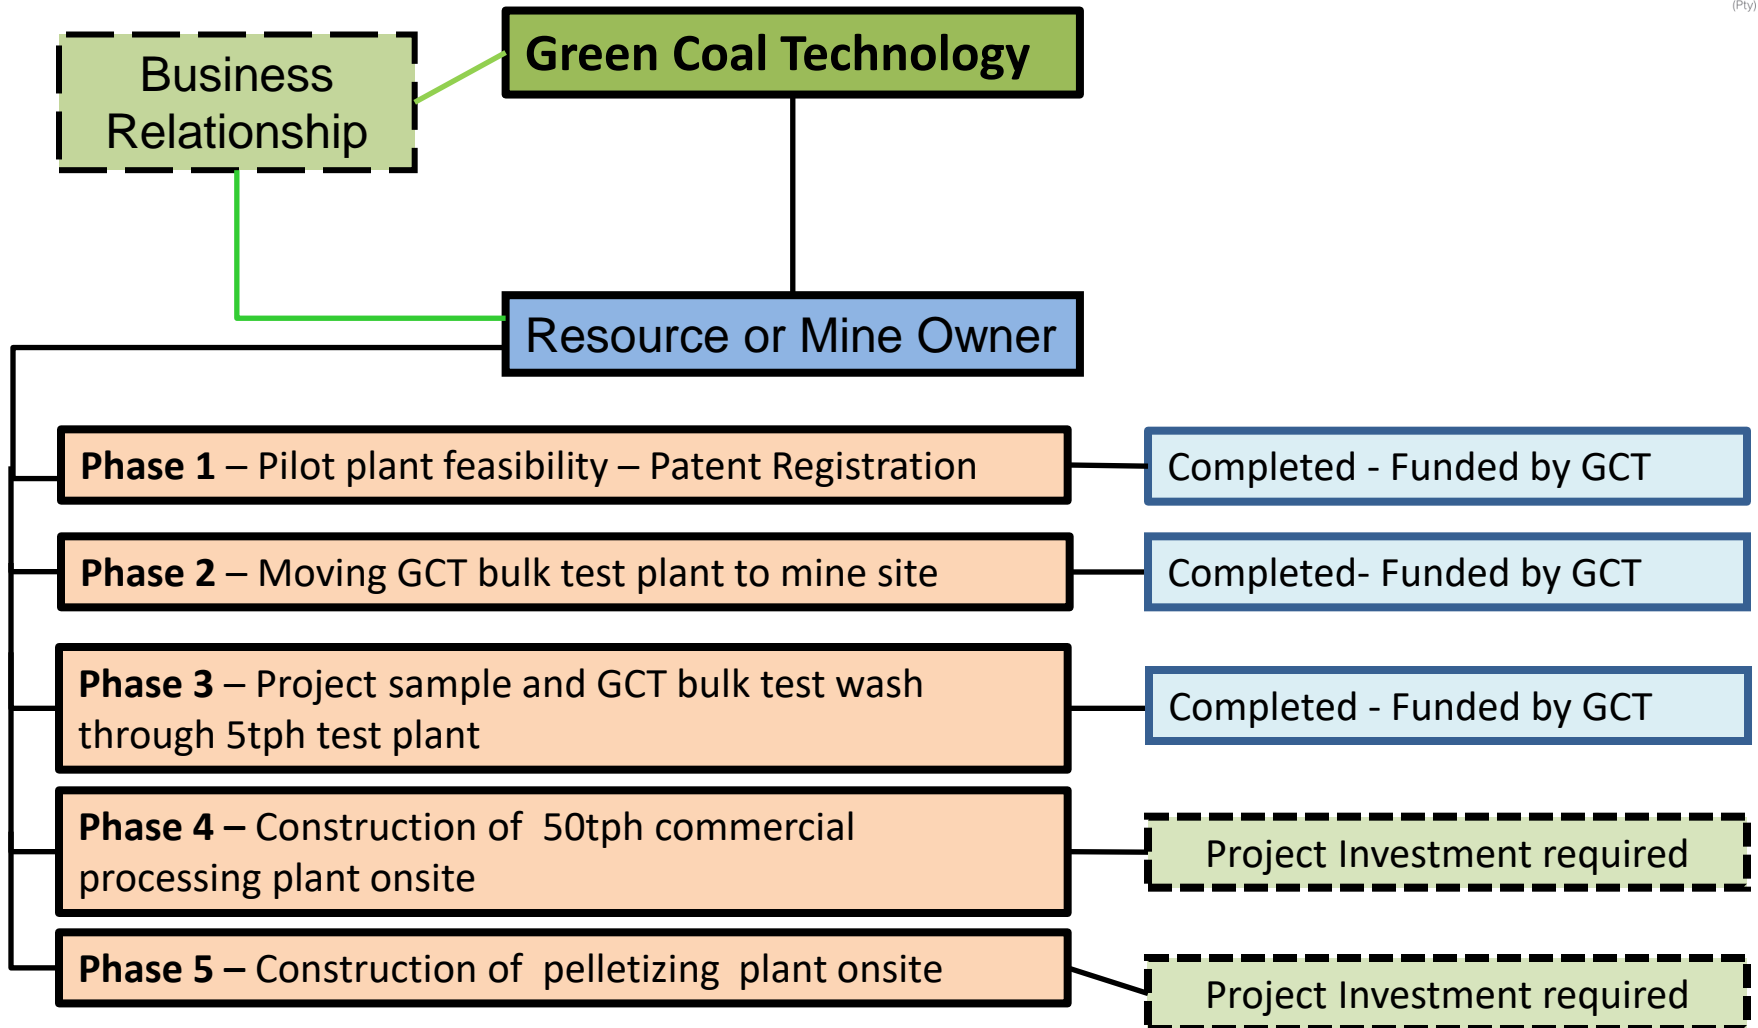 (Pty)
Green Coal Technology
Business
Relationship
Resource or Mine Owner
Phase 1 – Pilot plant feasibility – Patent Registration
Completed - Funded by GCT
Phase 2 – Moving GCT bulk test plant to mine site
Completed- Funded by GCT
Phase 3 – Project sample and GCT bulk test wash
through 5tph test plant
Completed - Funded by GCT
Phase 4 – Construction of 50tph commercial
processing plant onsite
Project Investment required
Phase 5 – Construction of pelletizing plant onsite
Project Investment required